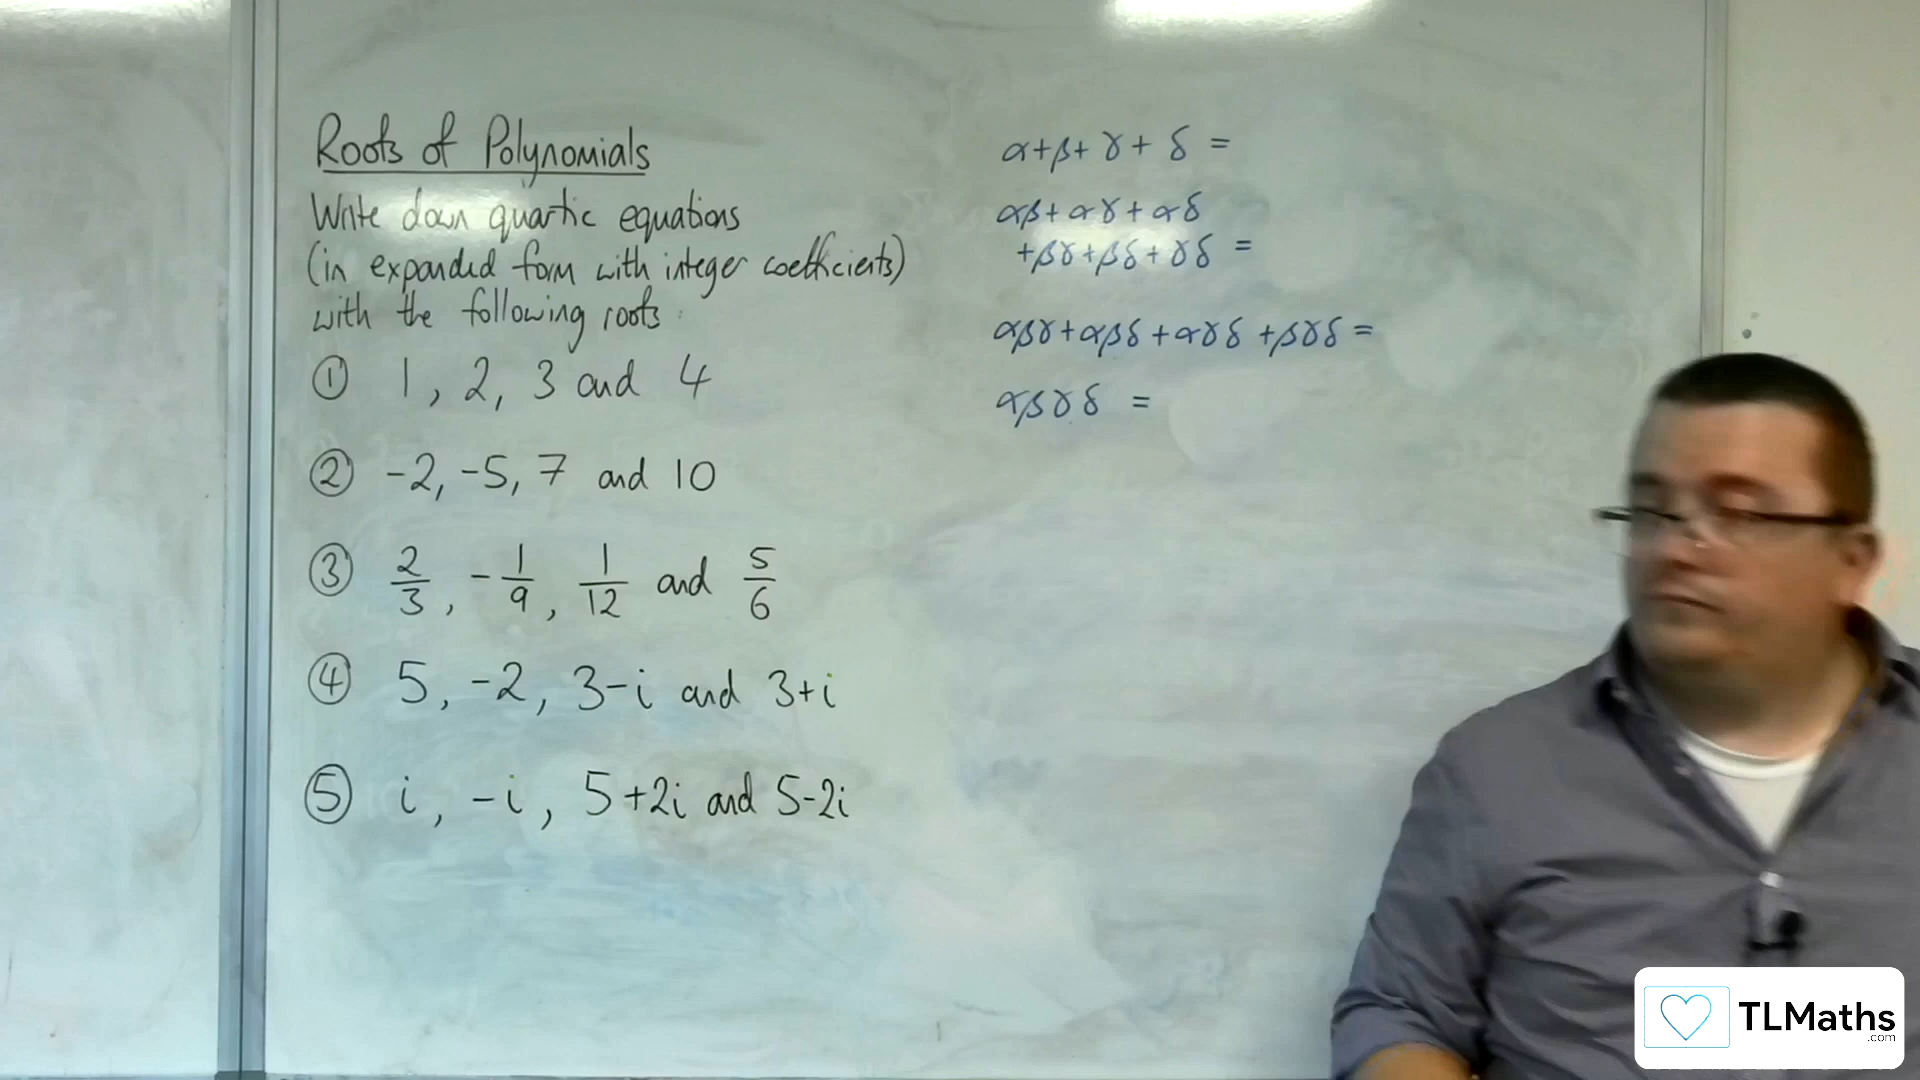 Roots of Polynomials
Write down quartic equations
(in expanded form with integer coefficients)
with the following roots:
① 1, 2, 3 and 4
② -2, -5, 7 and 10
③ 2/3, -1/9, 1/12 and 5/6
④ 5, -2, 3-i and 3+i
⑤ i, -i, 5+2i and 5-2i
α+β+γ+δ =
αβ+αγ+αδ
+βγ+βδ+γδ =
αβγ+αβδ+αγδ+βγδ =
αβγδ =
TLMaths
.com